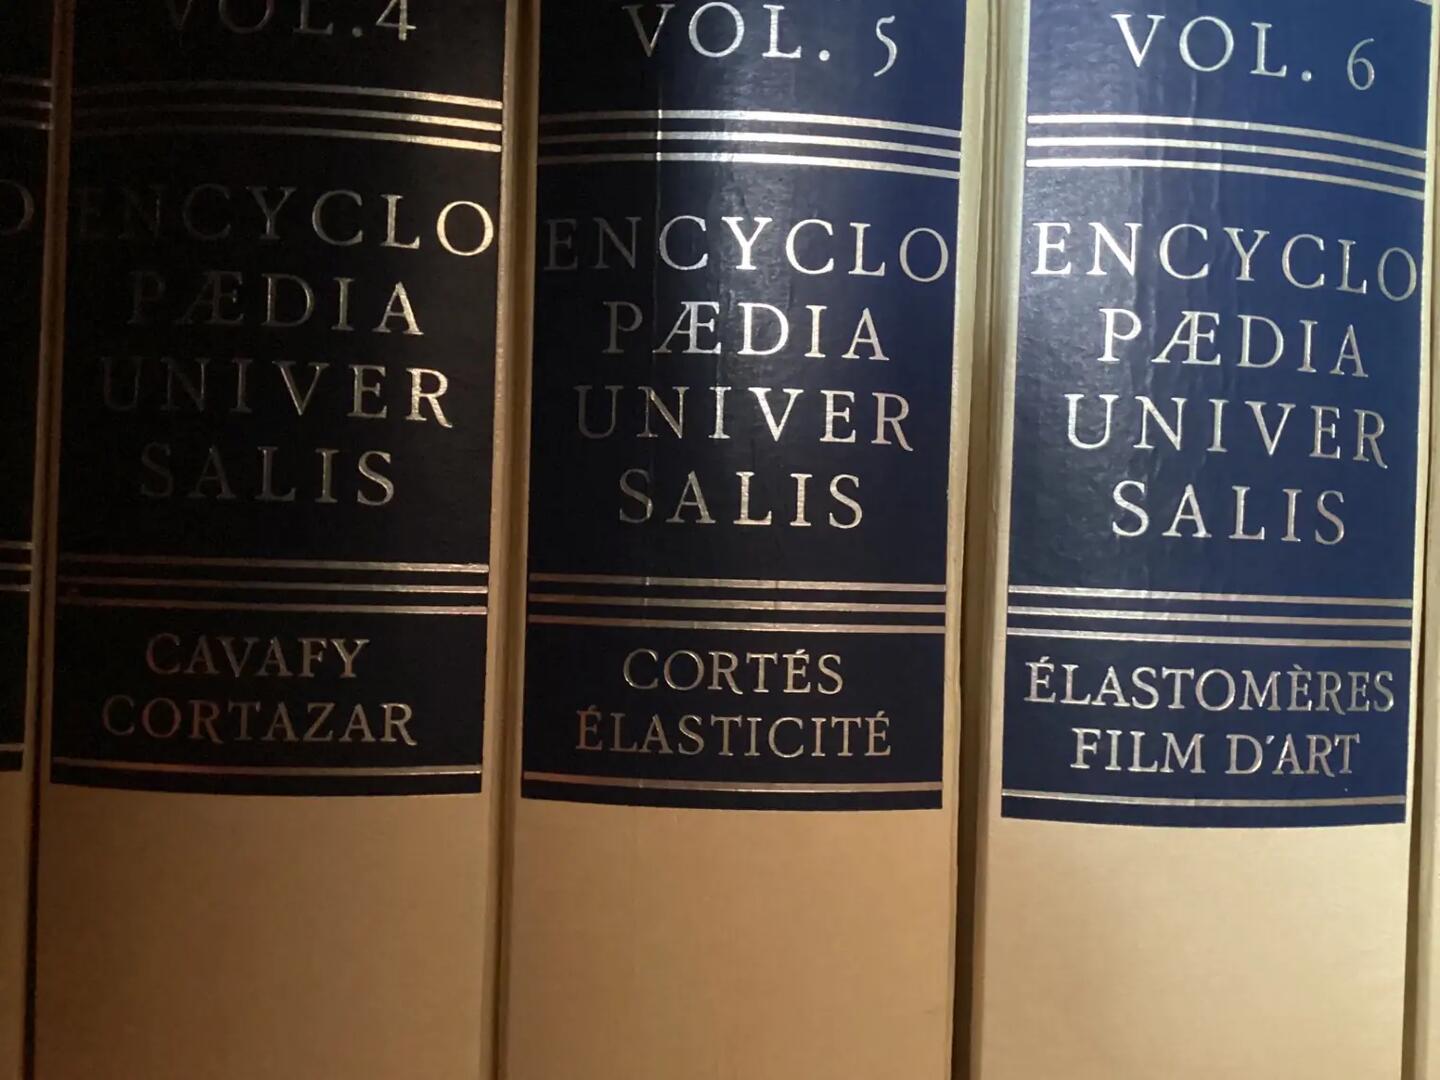 VOL.4
ENCYCLO
PÆDIA
UNIVER
SALIS
CAVAFY
CORTAZAR
VOL. 5
ENCYCLO
PÆDIA
UNIVER
SALIS
CORTÉS
ÉLASTICITÉ
VOL. 6
ENCYCLO
PÆDIA
UNIVER
SALIS
ÉLASTOMÈRES
FILM D'ART